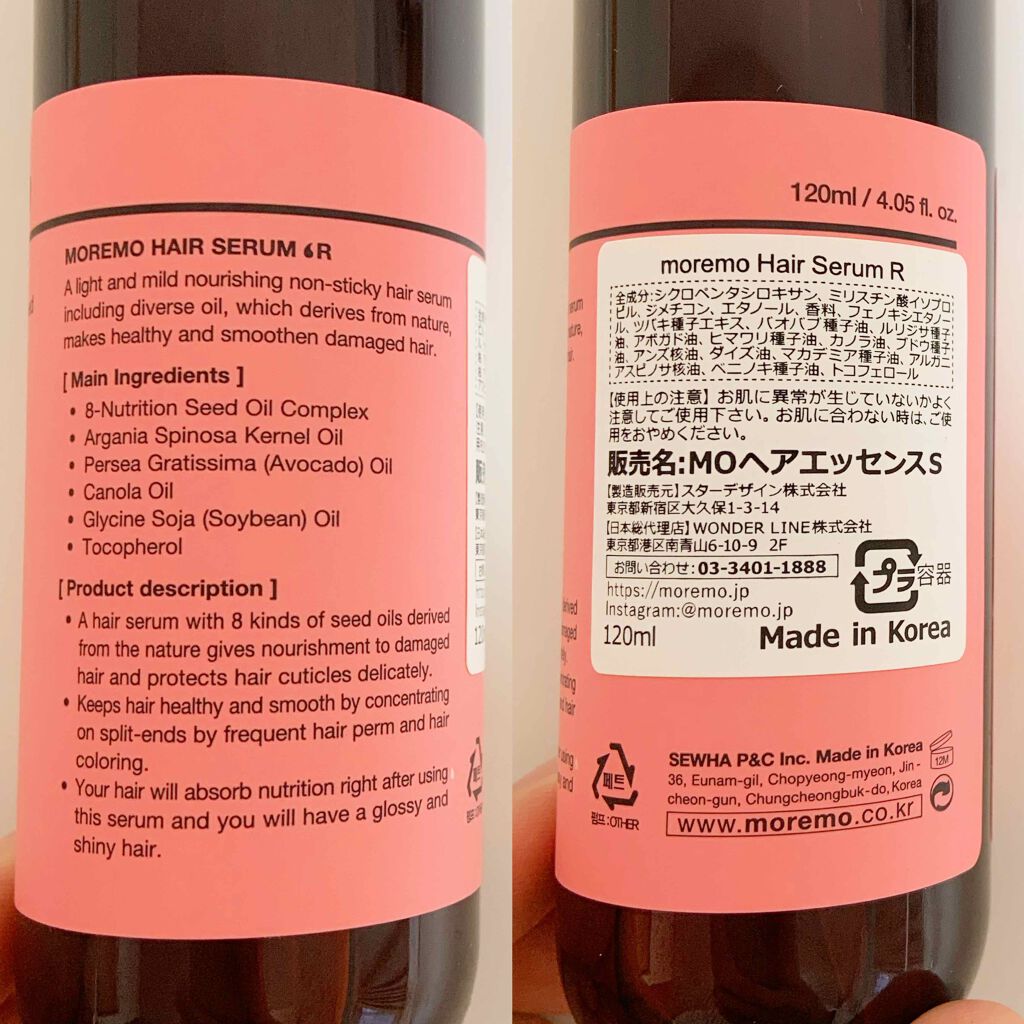 MOREMO HAIR SERUM R
A light and mild nourishing non-sticky hair serum
including diverse oil, which derives from nature,
makes healthy and smoothen damaged hair.
[ Main Ingredients ]
• 8-Nutrition Seed Oil Complex
• Argania Spinosa Kernel Oil
• Persea Gratissima (Avocado) Oil
• Canola Oil
• Glycine Soja (Soybean) Oil
• Tocopherol
[ Product description ]
• A hair serum with 8 kinds of seed oils derived
from the nature gives nourishment to damaged
hair and protects hair cuticles delicately.
• Keeps hair healthy and smooth by concentrating
on split-ends by frequent hair perm and hair
coloring.
• Your hair will absorb nutrition right after using
this serum and you will have a glossy and
shiny hair.
120ml / 4.05 fl. oz.
moremo Hair Serum R
全成分:シクロペンタシロキサン、ミリスチン酸イソプロ
ピル、ジメチコン、エタノール、香料、フェノキシエタノー
ル、ツバキ種子エキス、バオバブ種子油、ルリジサ種子
油、アボガド油、ヒマワリ種子油、カノラ油、ブドウ種子
油、アンズ核油、ダイズ油、マカデミア種子油、アルガニ
アスピノサ核油、ベニノキ種子油、トコフェロール
【使用上の注意】お肌に異常が生じていないかよく
注意してご使用下さい。お肌に合わない時は、ご使
用をおやめください。
販売名:MOヘアエッセンスS
【製造販売元】スターデザイン株式会社
東京都新宿区大久保1-3-14
【日本総代理店】WONDER LINE株式会社
東京都港区南青山6-10-9 2F
お問い合わせ:03-3401-1888
https://moremo.jp
Instagram:@moremo.jp
プラ容器
120ml
Made in Korea
페트
펌프:OTHER
SEWHA P&C Inc. Made in Korea
36, Eunam-gil, Chopyeong-myeon, Jin-
cheon-gun, Chungcheongbuk-do, Korea
www.moremo.co.kr
12M